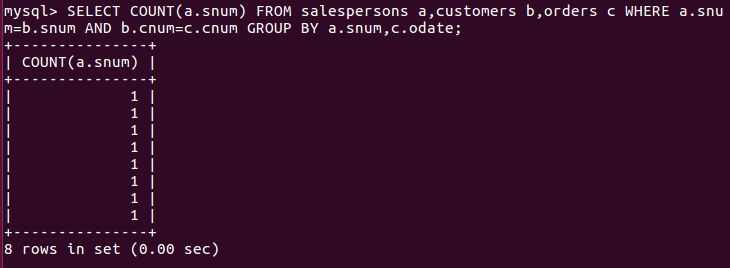 mysql> SELECT COUNT(a.snum) FROM salespersons a,customers b,orders c WHERE a.snu
m=b.snum AND b.cnum=c.cnum GROUP BY a.snum,c.odate;
+---------------+
| COUNT(a.snum) |
+---------------+
|             1 |
|             1 |
|             1 |
|             1 |
|             1 |
|             1 |
|             1 |
|             1 |
+---------------+
8 rows in set (0.00 sec)